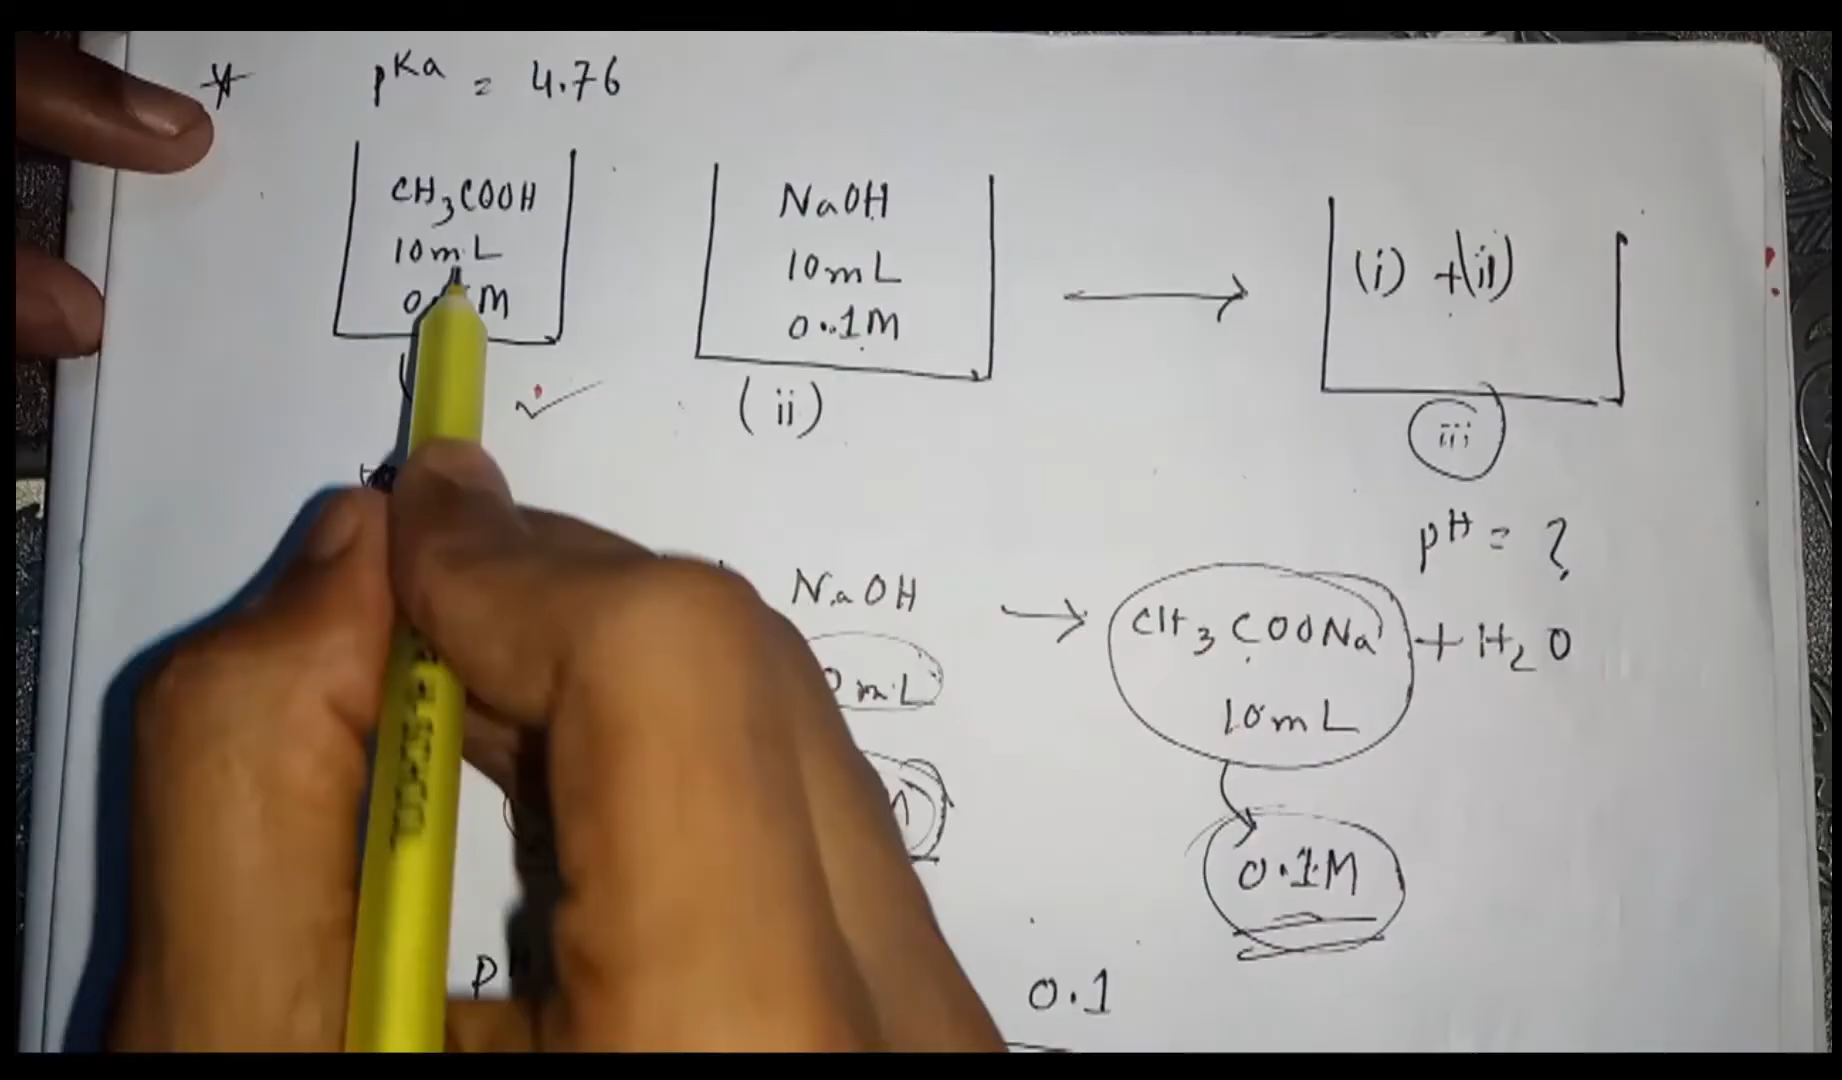 pKa = 4.76
CH3COOH
10mL
M
NaOH
10mL
0.1M
(ii)
(i) + (ii)
iii
pH = ?
NaOH → CH3COONa + H2O
mL
10mL
M
0.1M
0.1